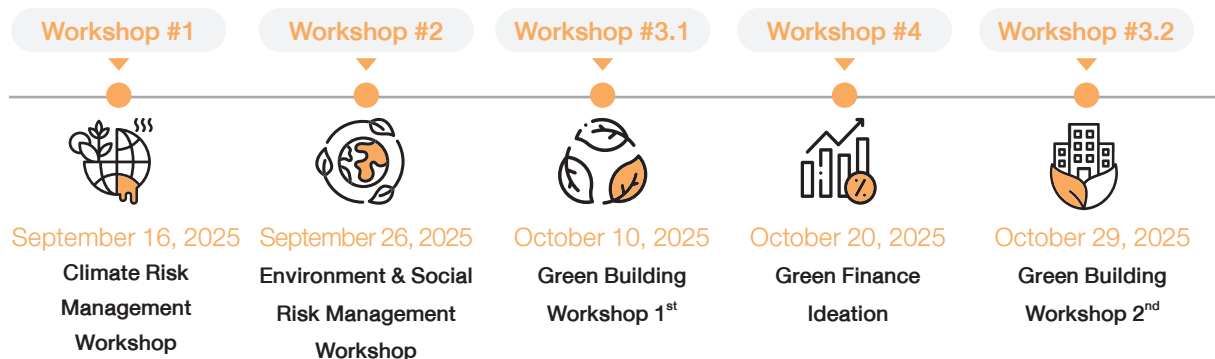 Workshop #1
Workshop #2
Workshop #3.1
Workshop #4
Workshop #3.2
%
September 16, 2025
Climate Risk
Management
Workshop
September 26, 2025
Environment & Social
Risk Management
Workshop
October 10, 2025
Green Building
Workshop 1st
October 20, 2025
Green Finance
Ideation
October 29, 2025
Green Building
Workshop 2nd